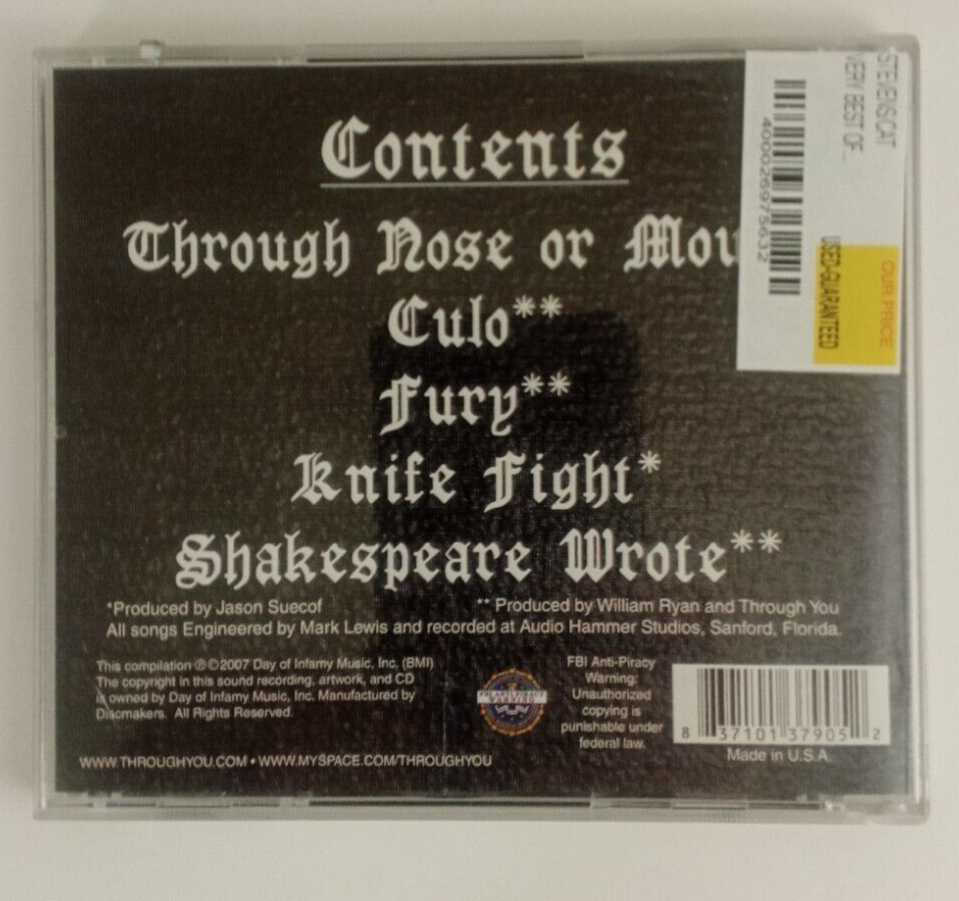 Contents
Through Nose or Mou
Culo**
Fury**
Knife Fight*
Shakespeare Wrote**
*Produced by Jason Suecof
** Produced by William Ryan and Through You
All songs Engineered by Mark Lewis and recorded at Audio Hammer Studios, Sanford, Florida.
This compilation ℗©2007 Day of Infamy Music, Inc. (BMI)
The copyright in this sound recording, artwork, and CD
is owned by Day of Infamy Music, Inc. Manufactured by
Discmakers. All Rights Reserved.
FBI Anti-Piracy
Warning:
Unauthorized
copying is
punishable under
federal law.
8 37101 37905 2
Made in U.S.A.
WWW.THROUGHYOU.COM • WWW.MYSPACE.COM/THROUGHYOU
STEVENS/CAT
VERY BEST OF
400026975632
OUR PRICE
USED-GUARANTEED